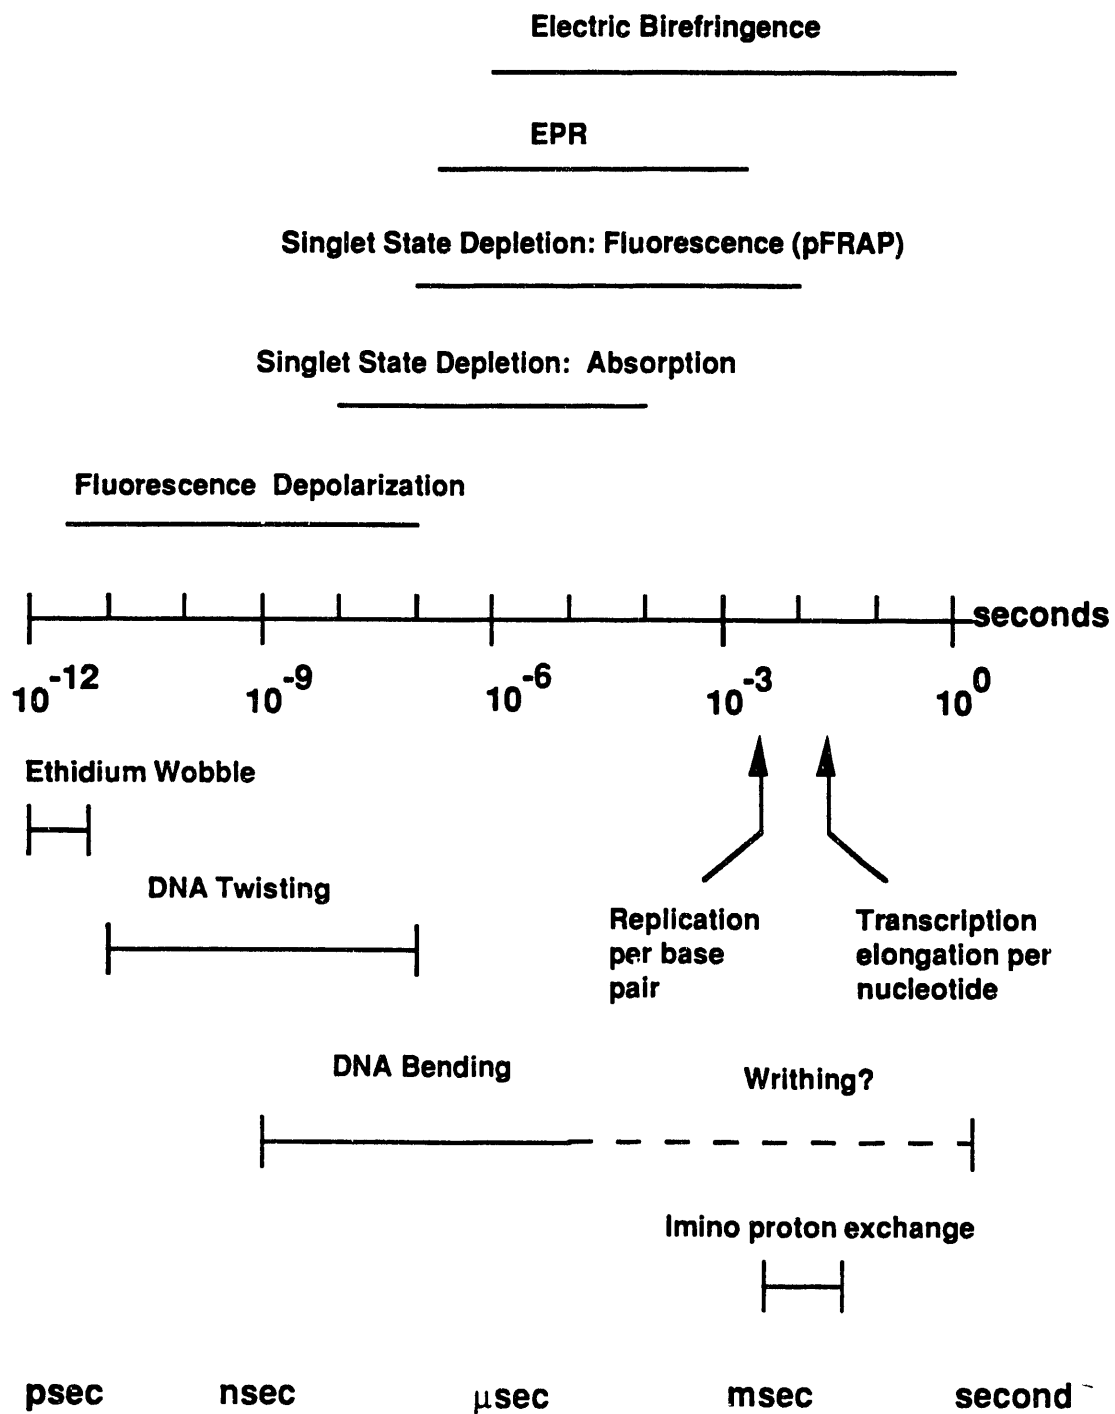 Electric Birefringence
EPR
Singlet State Depletion: Fluorescence (pFRAP)
Singlet State Depletion: Absorption
Fluorescence Depolarization
seconds
10^-12 10^-9 10^-6 10^-3 10^0
Ethidium Wobble
DNA Twisting
Replication
per base
pair
Transcription
elongation per
nucleotide
DNA Bending
Writhing?
Imino proton exchange
psec nsec μsec msec second